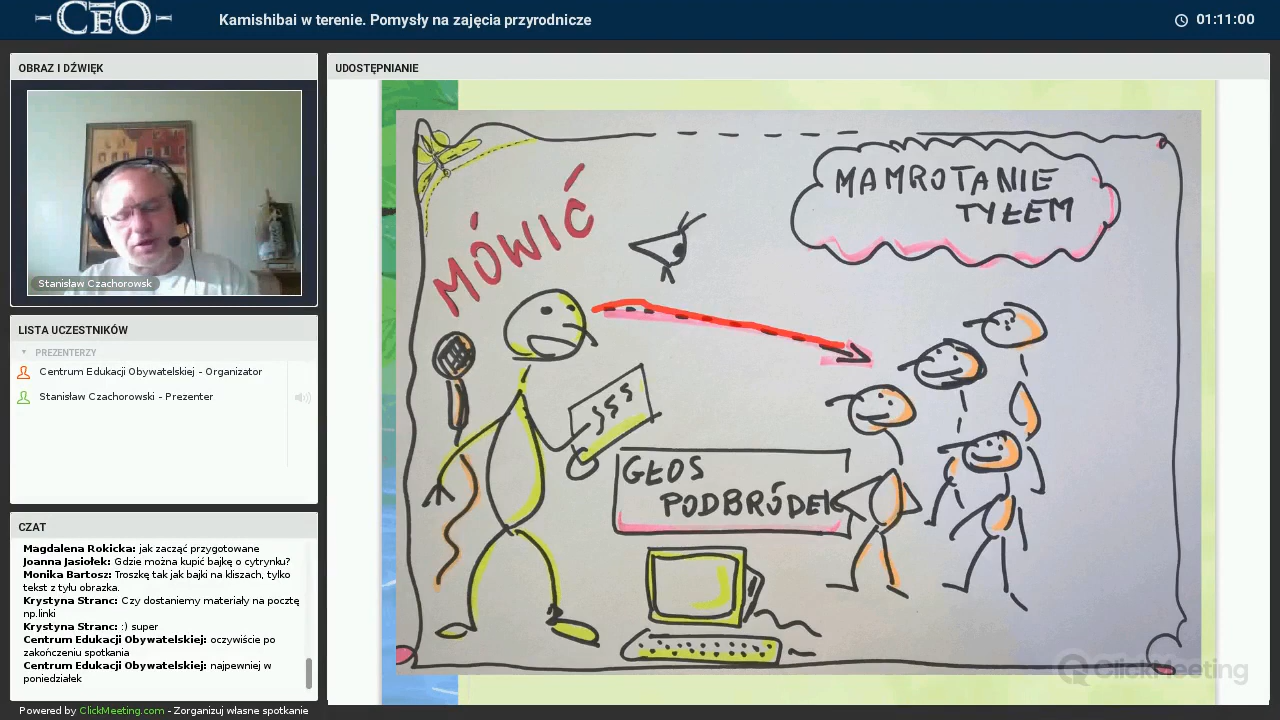 CEO
Kamishibai w terenie. Pomysły na zajęcia przyrodnicze
01:11:00
OBRAZ I DŹWIĘK
Stanisław Czachorowsk
LISTA UCZESTNIKÓW
PREZENTERZY
Centrum Edukacji Obywatelskiej - Organizator
Stanisław Czachorowski - Prezenter
CZAT
Magdalena Rokicka: jak zacząć przygotowane
Joanna Jasiołek: Gdzie można kupić bajkę o cytrynku?
Monika Bartosz: Troszkę tak jak bajki na kliszach, tylko
tekst z tyłu obrazka.
Krystyna Stranc: Czy dostaniemy materiały na pocztę
np.linki
Krystyna Stranc: :) super
Centrum Edukacji Obywatelskiej: oczywiście po
zakończeniu spotkania
Centrum Edukacji Obywatelskiej: najpewniej w
poniedziałek
Powered by ClickMeeting.com - Zorganizuj własne spotkanie
UDOSTĘPNIANIE
MÓWIĆ
MAMROTANIE
TYŁEM
GŁOS
PODBRÓDEK
ClickMeeting